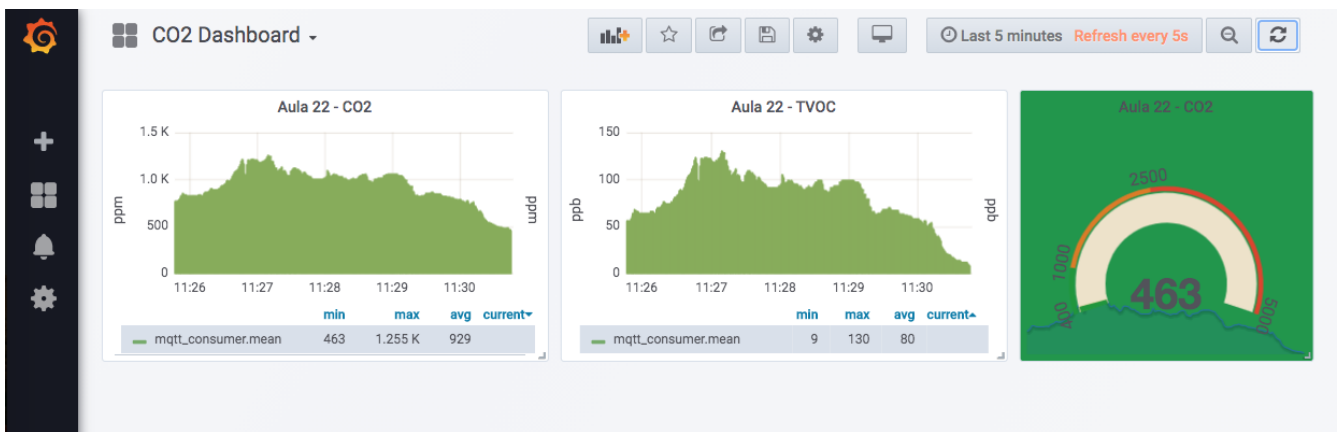 CO2 Dashboard
Last 5 minutes Refresh every 5s
Aula 22 - CO2
1.5 K
1.0 K
500
0
ppm
ppm
11:26 11:27 11:28 11:29 11:30
min max avg current
mqtt_consumer.mean 463 1.255 K 929
Aula 22 - TVOC
150
100
50
0
ppb
ppb
11:26 11:27 11:28 11:29 11:30
min max avg current
mqtt_consumer.mean 9 130 80
Aula 22 - CO2
2500
1000
463
400
5000